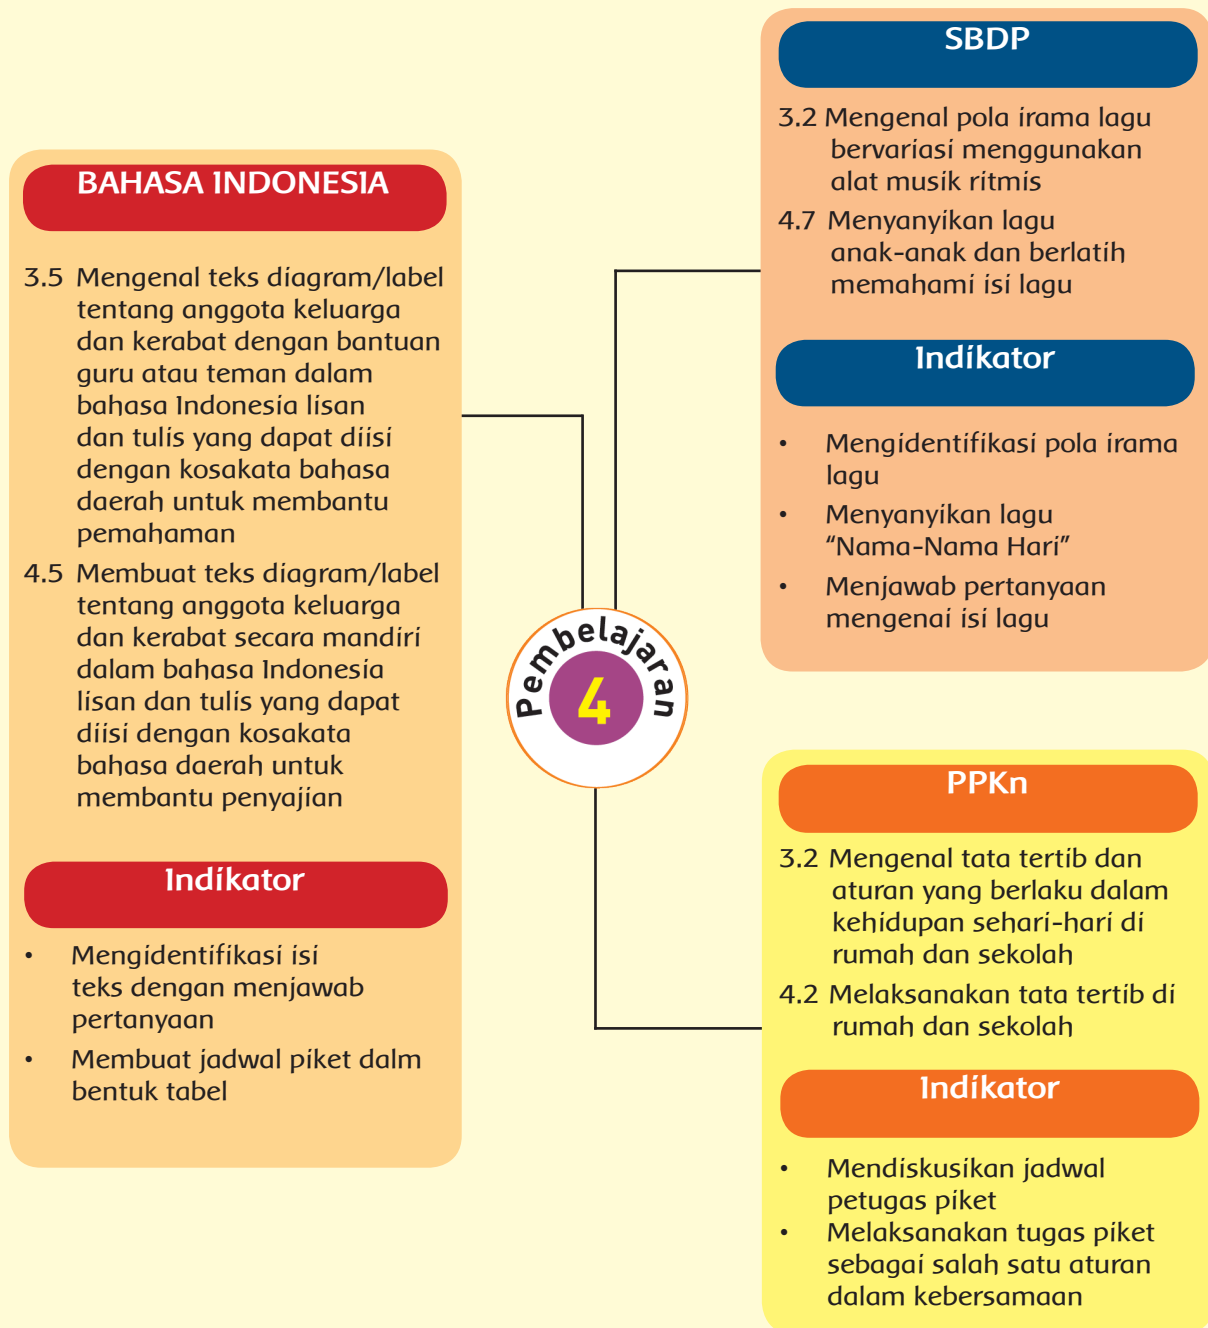 BAHASA INDONESIA
3.5 Mengenal teks diagram/label
tentang anggota keluarga
dan kerabat dengan bantuan
guru atau teman dalam
bahasa Indonesia lisan
dan tulis yang dapat diisi
dengan kosakata bahasa
daerah untuk membantu
pemahaman
4.5 Membuat teks diagram/label
tentang anggota keluarga
dan kerabat secara mandiri
dalam bahasa Indonesia
lisan dan tulis yang dapat
diisi dengan kosakata
bahasa daerah untuk
membantu penyajian
Indikator
• Mengidentifikasi isi
teks dengan menjawab
pertanyaan
• Membuat jadwal piket dalm
bentuk tabel
Pembelajaran
4
SBDP
3.2 Mengenal pola irama lagu
bervariasi menggunakan
alat musik ritmis
4.7 Menyanyikan lagu
anak-anak dan berlatih
memahami isi lagu
Indikator
• Mengidentifikasi pola irama
lagu
• Menyanyikan lagu
“Nama-Nama Hari”
• Menjawab pertanyaan
mengenai isi lagu
PPKn
3.2 Mengenal tata tertib dan
aturan yang berlaku dalam
kehidupan sehari-hari di
rumah dan sekolah
4.2 Melaksanakan tata tertib di
rumah dan sekolah
Indikator
• Mendiskusikan jadwal
petugas piket
• Melaksanakan tugas piket
sebagai salah satu aturan
dalam kebersamaan